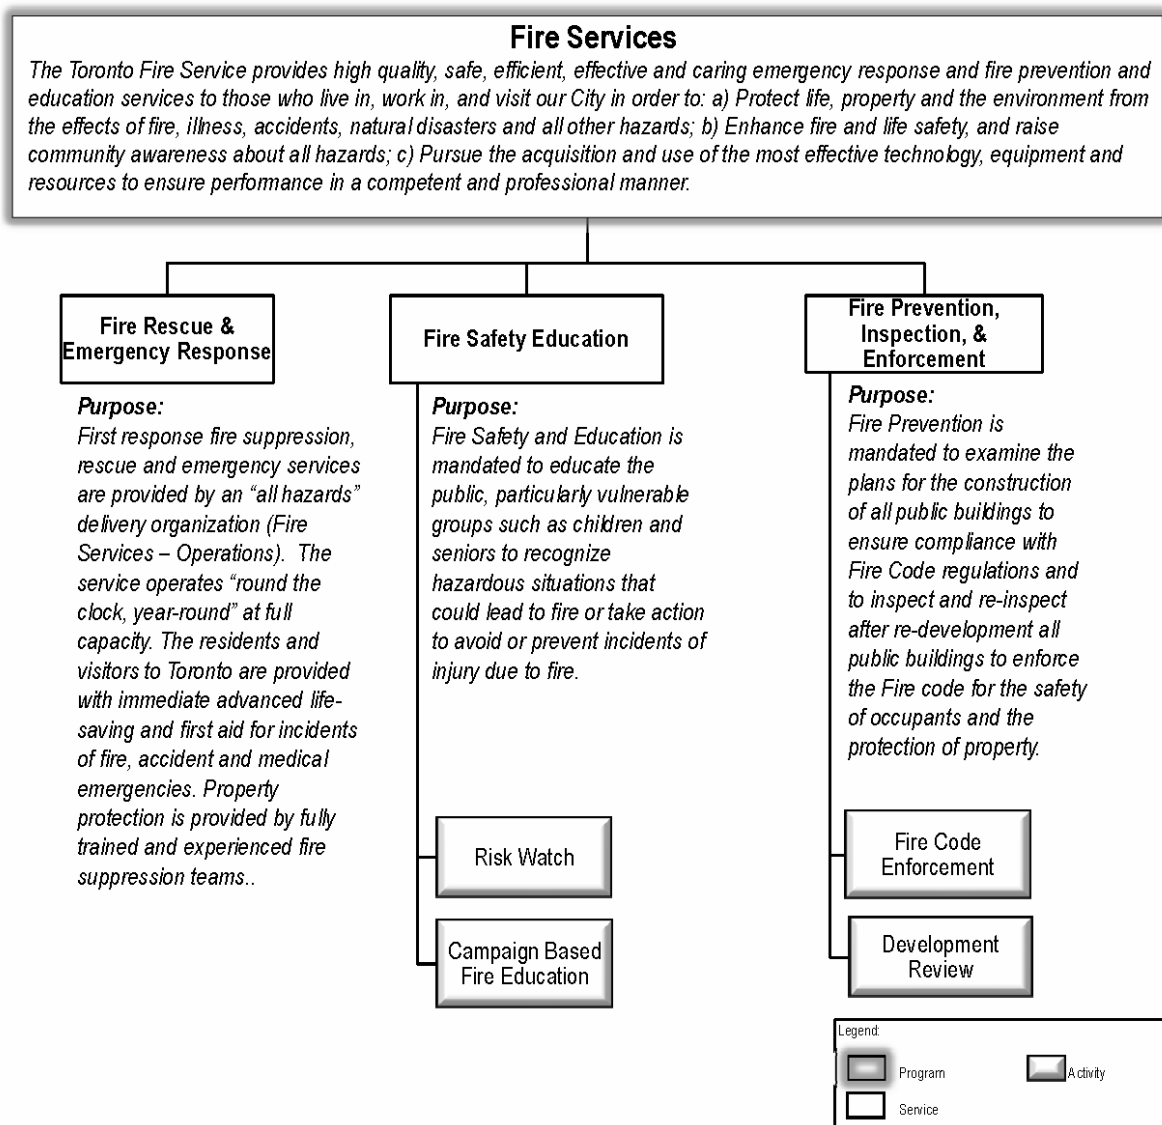 Fire Services
The Toronto Fire Service provides high quality, safe, efficient, effective and caring emergency response and fire prevention and
education services to those who live in, work in, and visit our City in order to: a) Protect life, property and the environment from
the effects of fire, illness, accidents, natural disasters and all other hazards; b) Enhance fire and life safety, and raise
community awareness about all hazards; c) Pursue the acquisition and use of the most effective technology, equipment and
resources to ensure performance in a competent and professional manner.
Fire Rescue &
Emergency Response
Purpose:
First response fire suppression,
rescue and emergency services
are provided by an “all hazards”
delivery organization (Fire
Services – Operations). The
service operates “round the
clock, year-round” at full
capacity. The residents and
visitors to Toronto are provided
with immediate advanced life-
saving and first aid for incidents
of fire, accident and medical
emergencies. Property
protection is provided by fully
trained and experienced fire
suppression teams..
Fire Safety Education
Purpose:
Fire Safety and Education is
mandated to educate the
public, particularly vulnerable
groups such as children and
seniors to recognize
hazardous situations that
could lead to fire or take action
to avoid or prevent incidents of
injury due to fire.
Risk Watch
Campaign Based
Fire Education
Fire Prevention,
Inspection, &
Enforcement
Purpose:
Fire Prevention is
mandated to examine the
plans for the construction
of all public buildings to
ensure compliance with
Fire Code regulations and
to inspect and re-inspect
after re-development all
public buildings to enforce
the Fire code for the safety
of occupants and the
protection of property.
Fire Code
Enforcement
Development
Review
Legend:
Program
Activity
Service